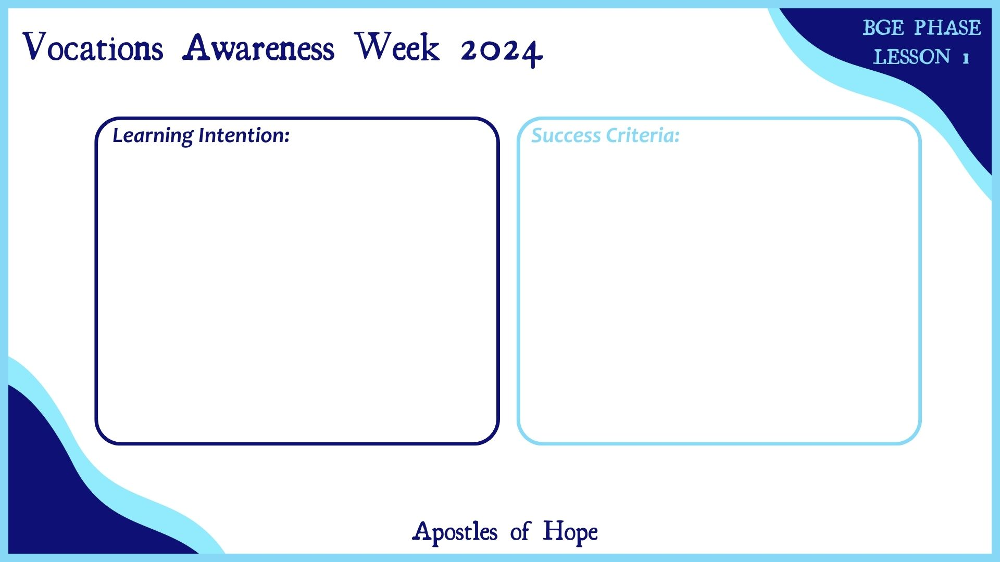 Vocations Awareness Week 2024
BGE PHASE
LESSON 1
Learning Intention:
Success Criteria:
Apostles of Hope